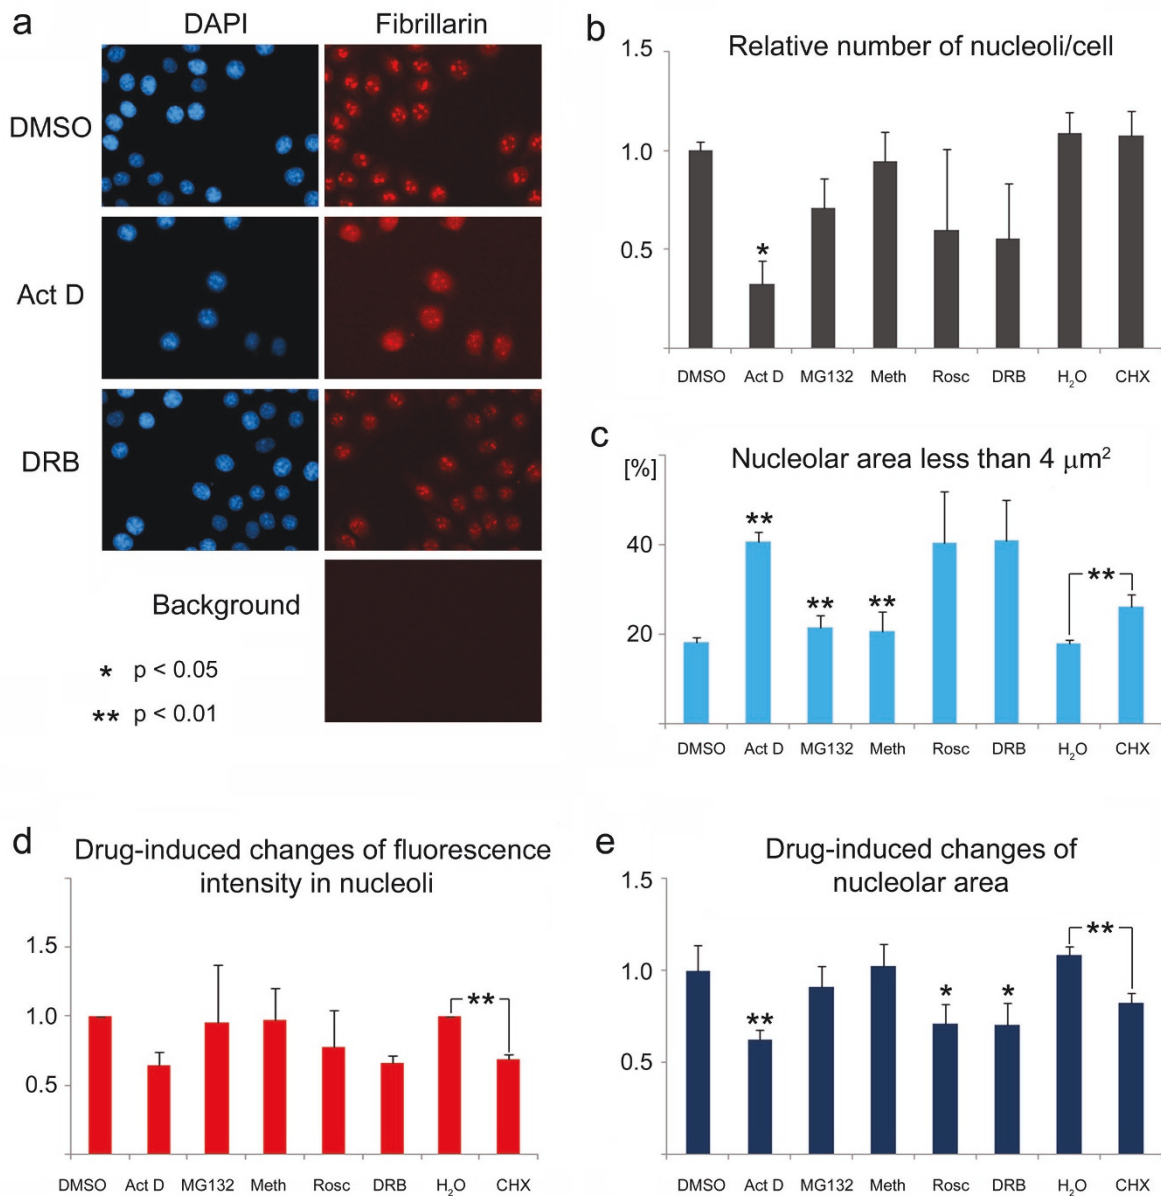 a
DAPI Fibrillarin
DMSO
Act D
DRB
Background
* p < 0.05
** p < 0.01
b
Relative number of nucleoli/cell
1.5
1.0
0.5
*
DMSO Act D MG132 Meth Rosc DRB H₂O CHX
c
[%] Nucleolar area less than 4 μm²
40
20
** ** ** **
DMSO Act D MG132 Meth Rosc DRB H₂O CHX
d
Drug-induced changes of fluorescence
intensity in nucleoli
1.5
1.0
0.5
**
DMSO Act D MG132 Meth Rosc DRB H₂O CHX
e
Drug-induced changes of
nucleolar area
1.5
1.0
0.5
** * * **
DMSO Act D MG132 Meth Rosc DRB H₂O CHX